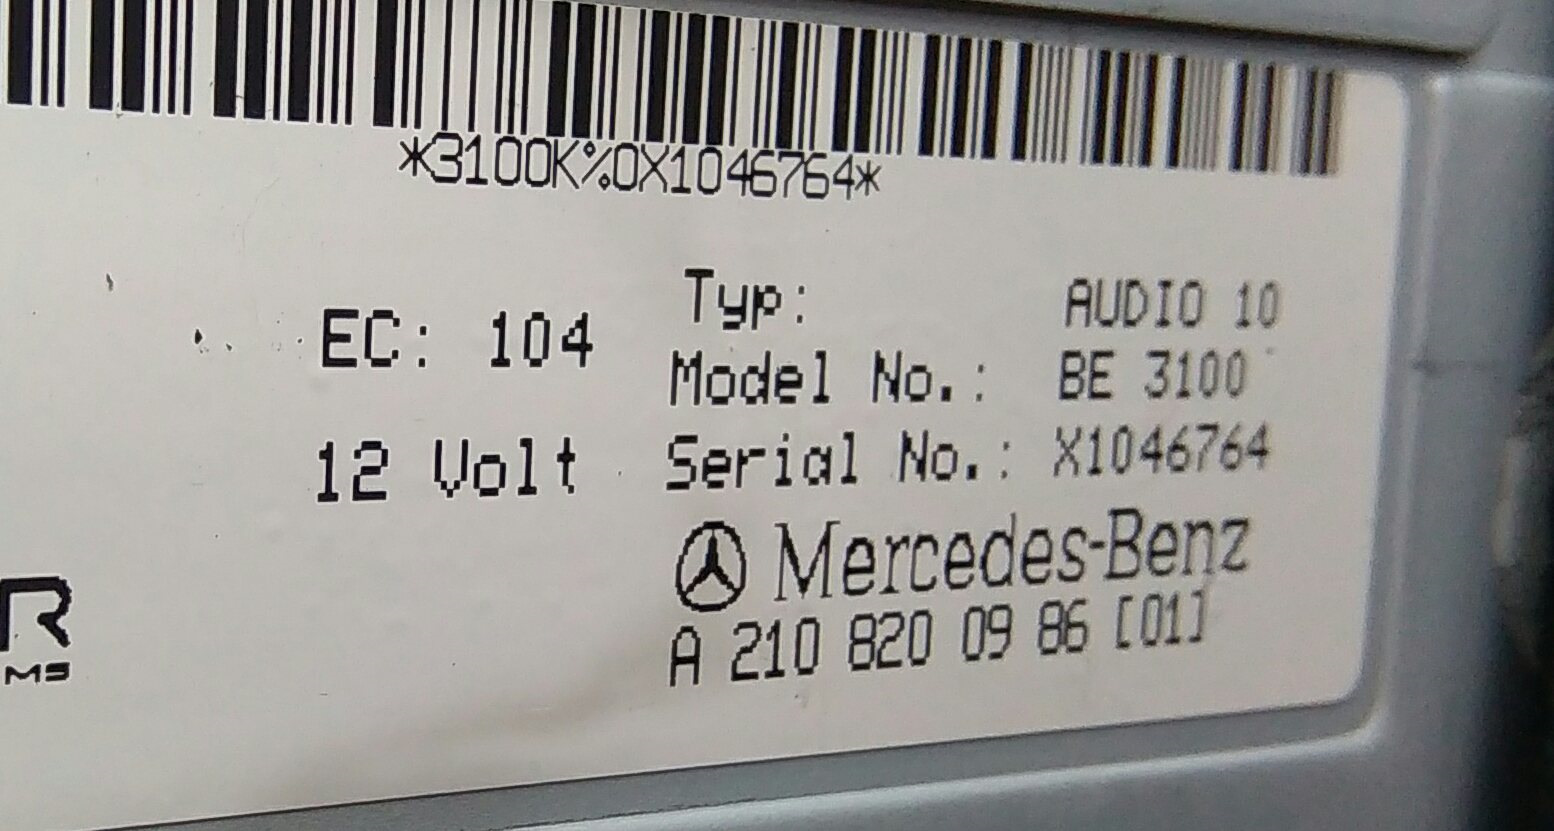 *3100K%0X1046764*
EC: 104
12 Volt
Typ: AUDIO 10
Model No.: BE 3100
Serial No.: X1046764
Mercedes-Benz
A 210 820 09 86 [01]
R